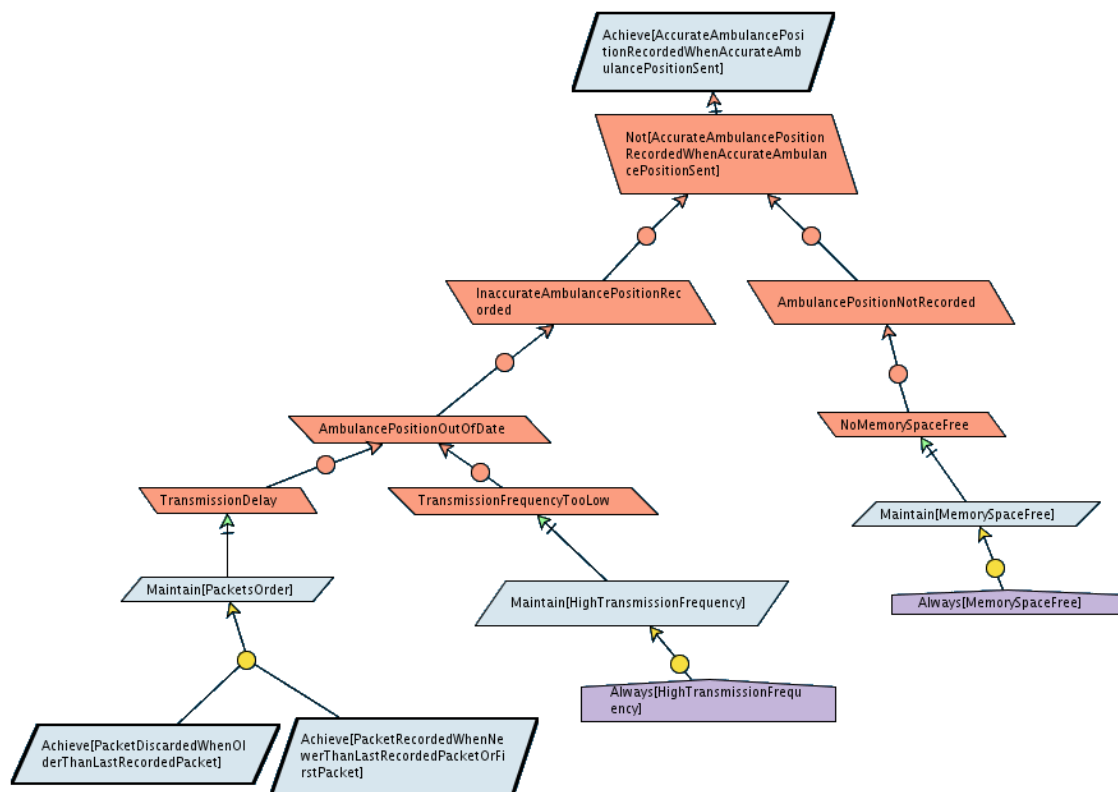 Achieve[AccurateAmbulancePosi
tionRecordedWhenAccurateAmb
ulancePositionSent]
Not[AccurateAmbulancePosition
RecordedWhenAccurateAmbulan
cePositionSent]
InaccurateAmbulancePositionRec
orded
AmbulancePositionNotRecorded
AmbulancePositionOutOfDate
NoMemorySpaceFree
TransmissionDelay
TransmissionFrequencyTooLow
Maintain[MemorySpaceFree]
Maintain[PacketsOrder]
Maintain[HighTransmissionFrequency]
Always[MemorySpaceFree]
Always[HighTransmissionFrequ
ency]
Achieve[PacketDiscardedWhenOl
derThanLastRecordedPacket]
Achieve[PacketRecordedWhenNe
werThanLastRecordedPacketOrFi
rstPacket]